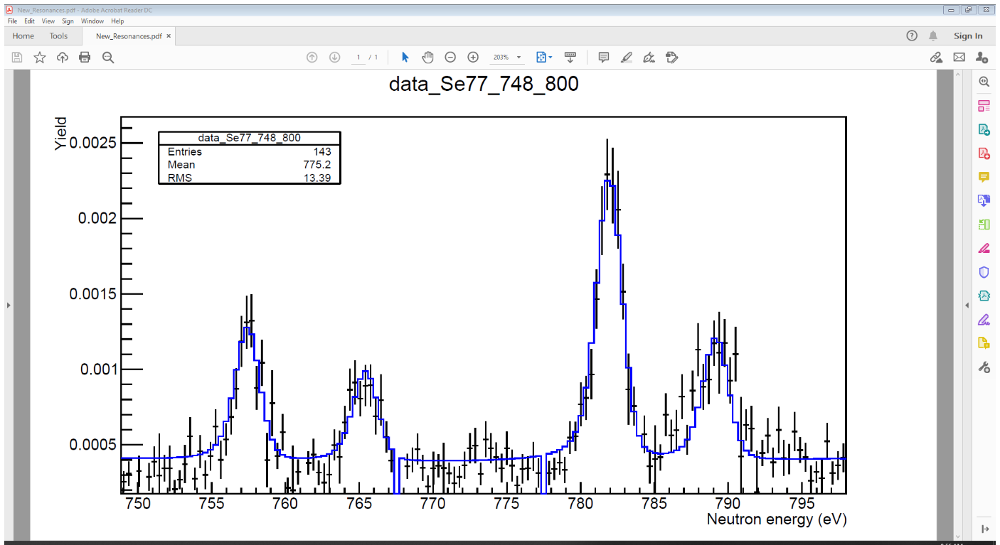 New_Resonances.pdf - Adobe Acrobat Reader DC
File Edit View Sign Window Help
Home Tools New_Resonances.pdf × Sign In
1 / 1 203%
data_Se77_748_800
Yield
data_Se77_748_800
Entries 143
Mean 775.2
RMS 13.39
0.0025
0.002
0.0015
0.001
0.0005
750 755 760 765 770 775 780 785 790 795
Neutron energy (eV)